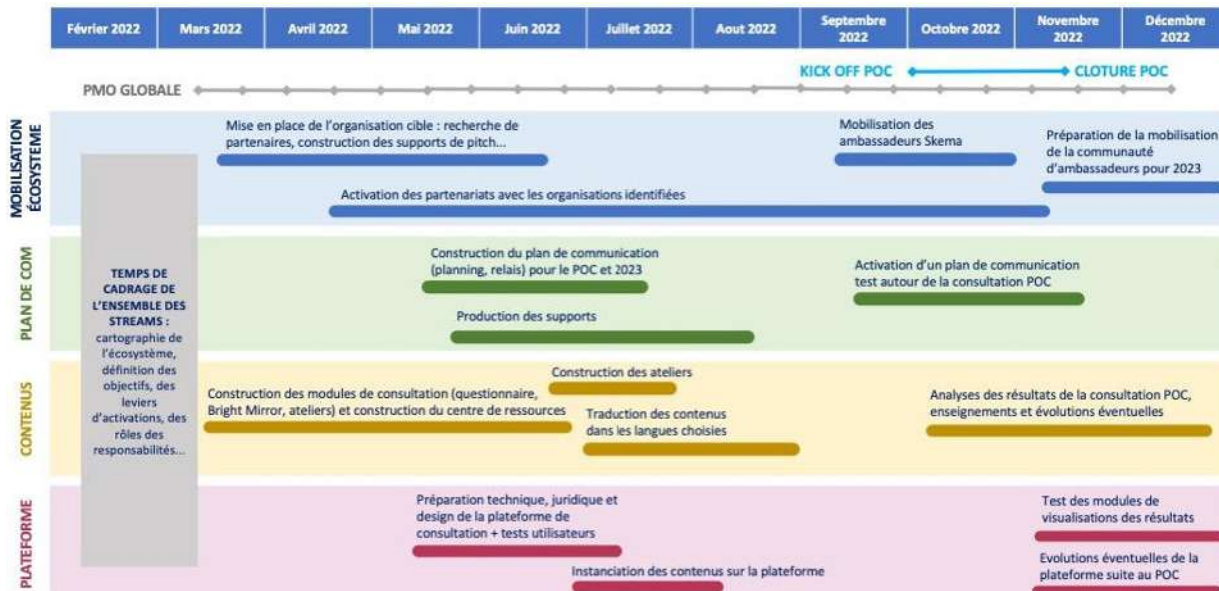 Février 2022
Mars 2022
Avril 2022
Mai 2022
Juin 2022
Juillet 2022
Aout 2022
Septembre
2022
Octobre 2022
Novembre
2022
Décembre
2022
KICK OFF POC
CLOTURE POC
PMO GLOBALE
MOBILISATION
ÉCOSYSTEME
Mise en place de l'organisation cible : recherche de
partenaires, construction des supports de pitch...
Mobilisation des
ambassadeurs Skema
Préparation de la mobilisation
de la communauté
d'ambassadeurs pour 2023
Activation des partenariats avec les organisations identifiées
TEMPS DE
CADRAGE DE
L'ENSEMBLE DES
STREAMS :
cartographie de
l'écosystème,
définition des
objectifs, des
leviers
d'activations, des
rôles des
responsabilités...
PLAN DE COM
Construction du plan de communication
(planning, relais) pour le POC et 2023
Activation d'un plan de communication
test autour de la consultation POC
Production des supports
CONTENUS
Construction des ateliers
Construction des modules de consultation (questionnaire,
Bright Mirror, ateliers) et construction du centre de ressources
Traduction des contenus
dans les langues choisies
Analyses des résultats de la consultation POC,
enseignements et évolutions éventuelles
PLATEFORME
Préparation technique, juridique et
design de la plateforme de
consultation + tests utilisateurs
Test des modules de
visualisations des résultats
Instanciation des contenus sur la plateforme
Evolutions éventuelles de la
plateforme suite au POC